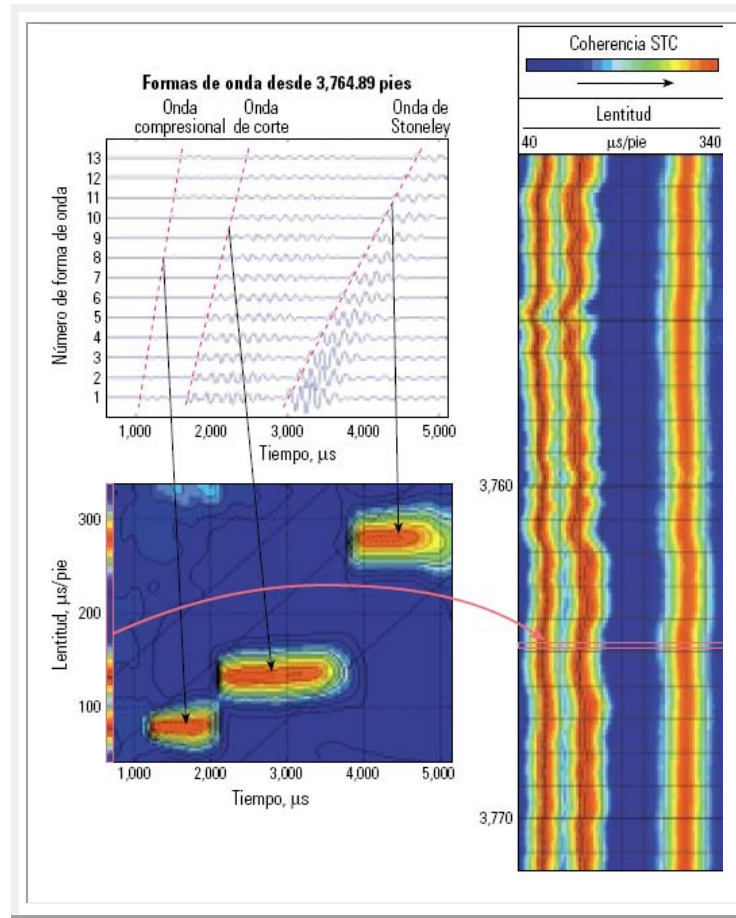 Formas de onda desde 3,764.89 pies
Onda
compresional
Onda
de corte
Onda de
Stoneley
Número de forma de onda
13
12
11
10
9
8
7
6
5
4
3
2
1
1,000 2,000 3,000 4,000 5,000
Tiempo, µs
Lentitud, µs/pie
300
200
100
1,000 2,000 3,000 4,000 5,000
Tiempo, µs
Coherencia STC
Lentitud
40 µs/pie 340
3,760
3,770